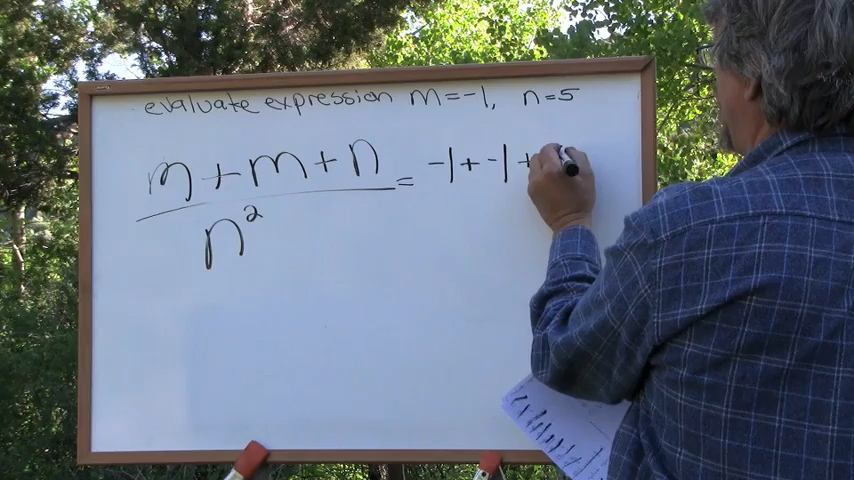 evaluate expression m=-1, n=5
m+m+n = -1+-1+
n²